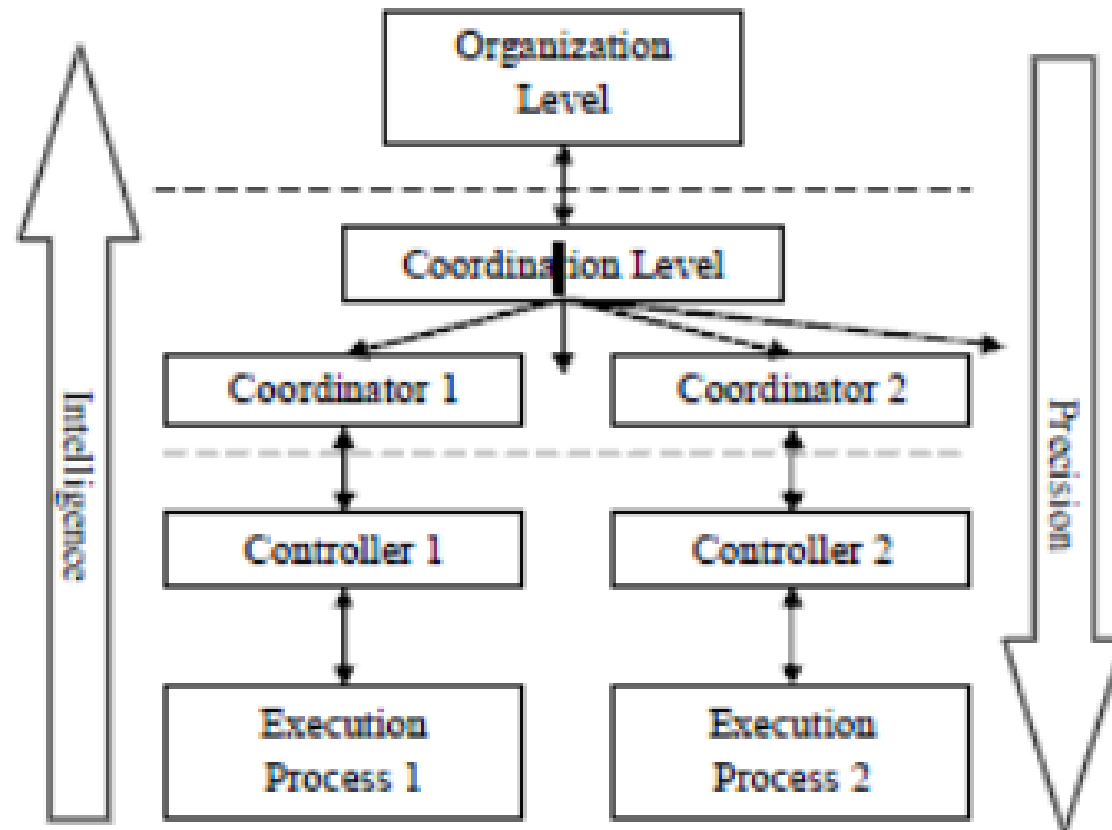 Organization
Level
Coordination Level
Coordinator 1
Coordinator 2
Intelligence
Precision
Controller 1
Controller 2
Execution
Process 1
Execution
Process 2